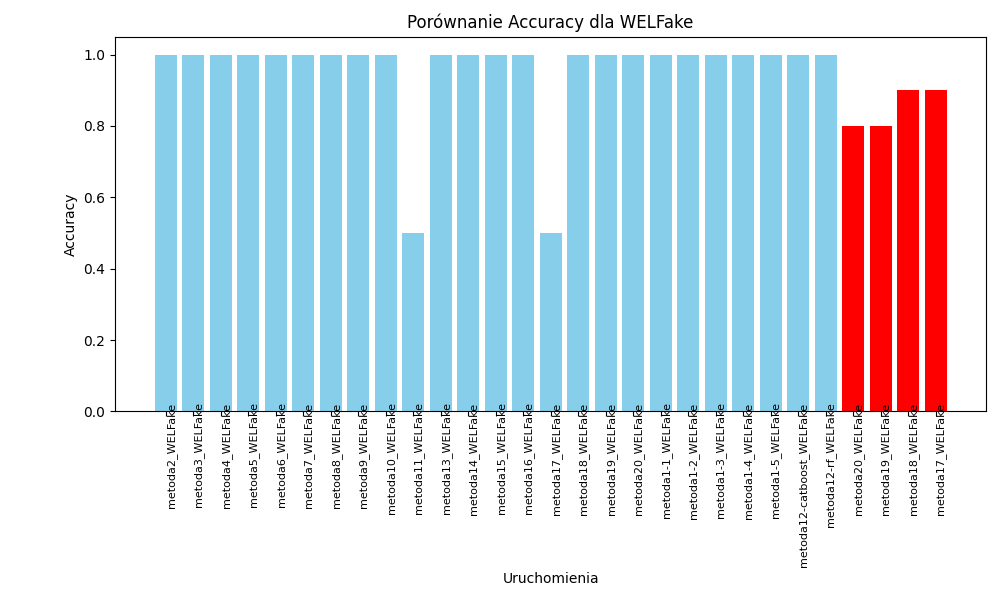 Porównanie Accuracy dla WELFake
Accuracy
1.0
0.8
0.6
0.4
0.2
0.0
metoda2_WELFake
metoda3_WELFake
metoda4_WELFake
metoda5_WELFake
metoda6_WELFake
metoda7_WELFake
metoda8_WELFake
metoda9_WELFake
metoda10_WELFake
metoda11_WELFake
metoda13_WELFake
metoda14_WELFake
metoda15_WELFake
metoda16_WELFake
metoda17_WELFake
metoda18_WELFake
metoda19_WELFake
metoda20_WELFake
metoda1-1_WELFake
metoda1-2_WELFake
metoda1-3_WELFake
metoda1-4_WELFake
metoda1-5_WELFake
metoda12-catboost_WELFake
metoda12-rf_WELFake
metoda20_WELFake
metoda19_WELFake
metoda18_WELFake
metoda17_WELFake
Uruchomienia